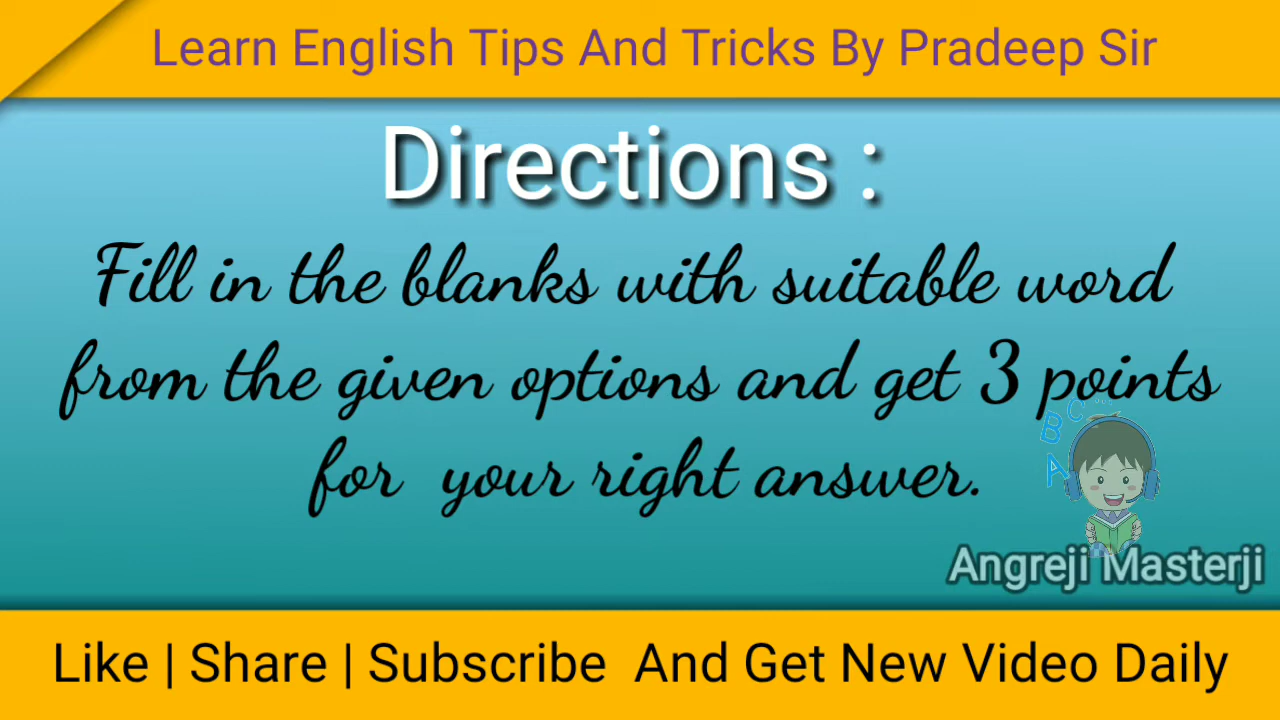 Learn English Tips And Tricks By Pradeep Sir
Directions :
Fill in the blanks with suitable word
from the given options and get 3 points
for your right answer.
A B C ...
Angreji Masterji
Like | Share | Subscribe And Get New Video Daily